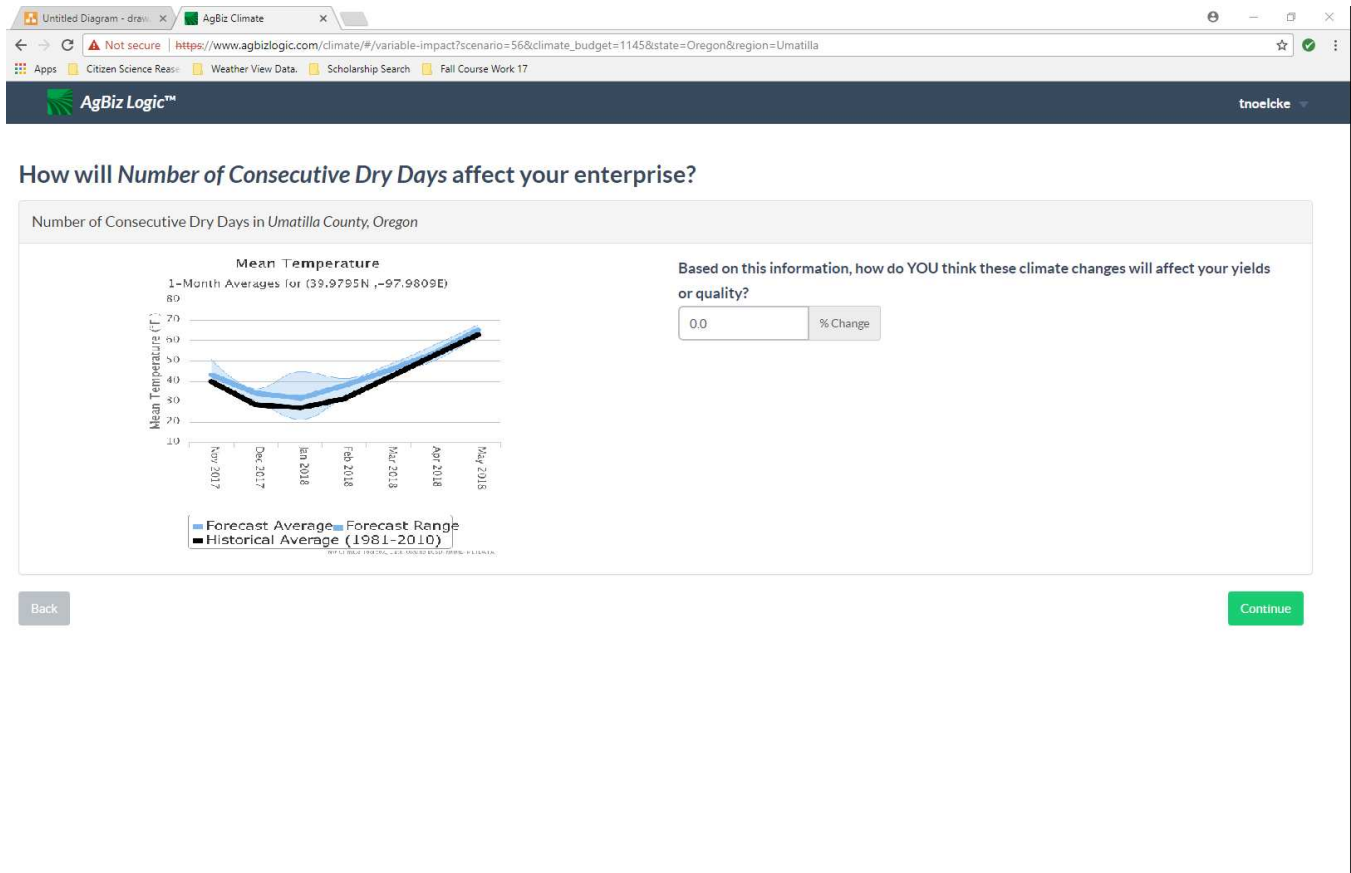 Untitled Diagram - draw.
AgBiz Climate
Not secure | https://www.agbizlogic.com/climate/#/variable-impact?scenario=56&climate_budget=1145&state=Oregon&region=Umatilla
Apps Citizen Science Rease Weather View Data. Scholarship Search Fall Course Work 17
AgBiz Logic™ tnoelcke
How will Number of Consecutive Dry Days affect your enterprise?
Number of Consecutive Dry Days in Umatilla County, Oregon
Mean Temperature
1-Month Averages for (39.9795N ,-97.9809E)
Mean Temperature (°F)
80
70
60
50
40
30
20
10
Nov 2017
Dec 2017
Jan 2018
Feb 2018
Mar 2018
Apr 2018
May 2018
Forecast Average Forecast Range
Historical Average (1981-2010)
Based on this information, how do YOU think these climate changes will affect your yields
or quality?
0.0 % Change
Back
Continue